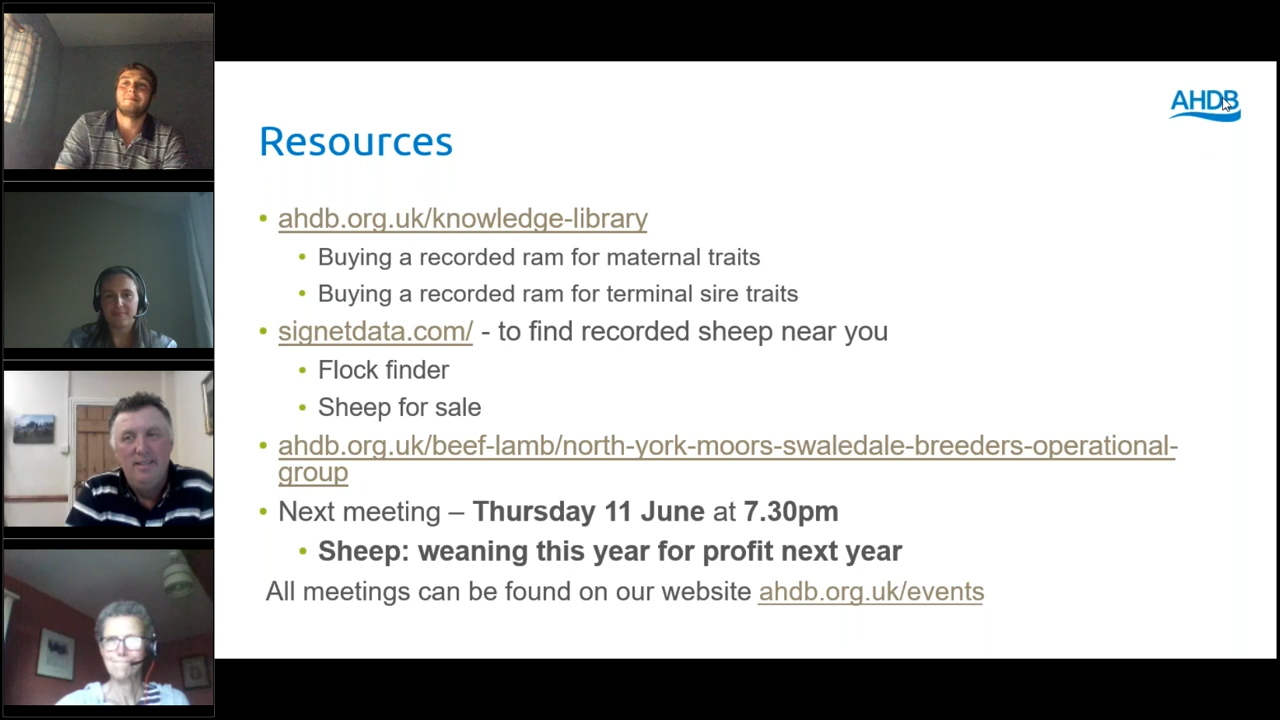 AHDB
Resources
• ahdb.org.uk/knowledge-library
• Buying a recorded ram for maternal traits
• Buying a recorded ram for terminal sire traits
• signetdata.com/ - to find recorded sheep near you
• Flock finder
• Sheep for sale
• ahdb.org.uk/beef-lamb/north-york-moors-swaledale-breeders-operational-
group
• Next meeting – Thursday 11 June at 7.30pm
• Sheep: weaning this year for profit next year
All meetings can be found on our website ahdb.org.uk/events